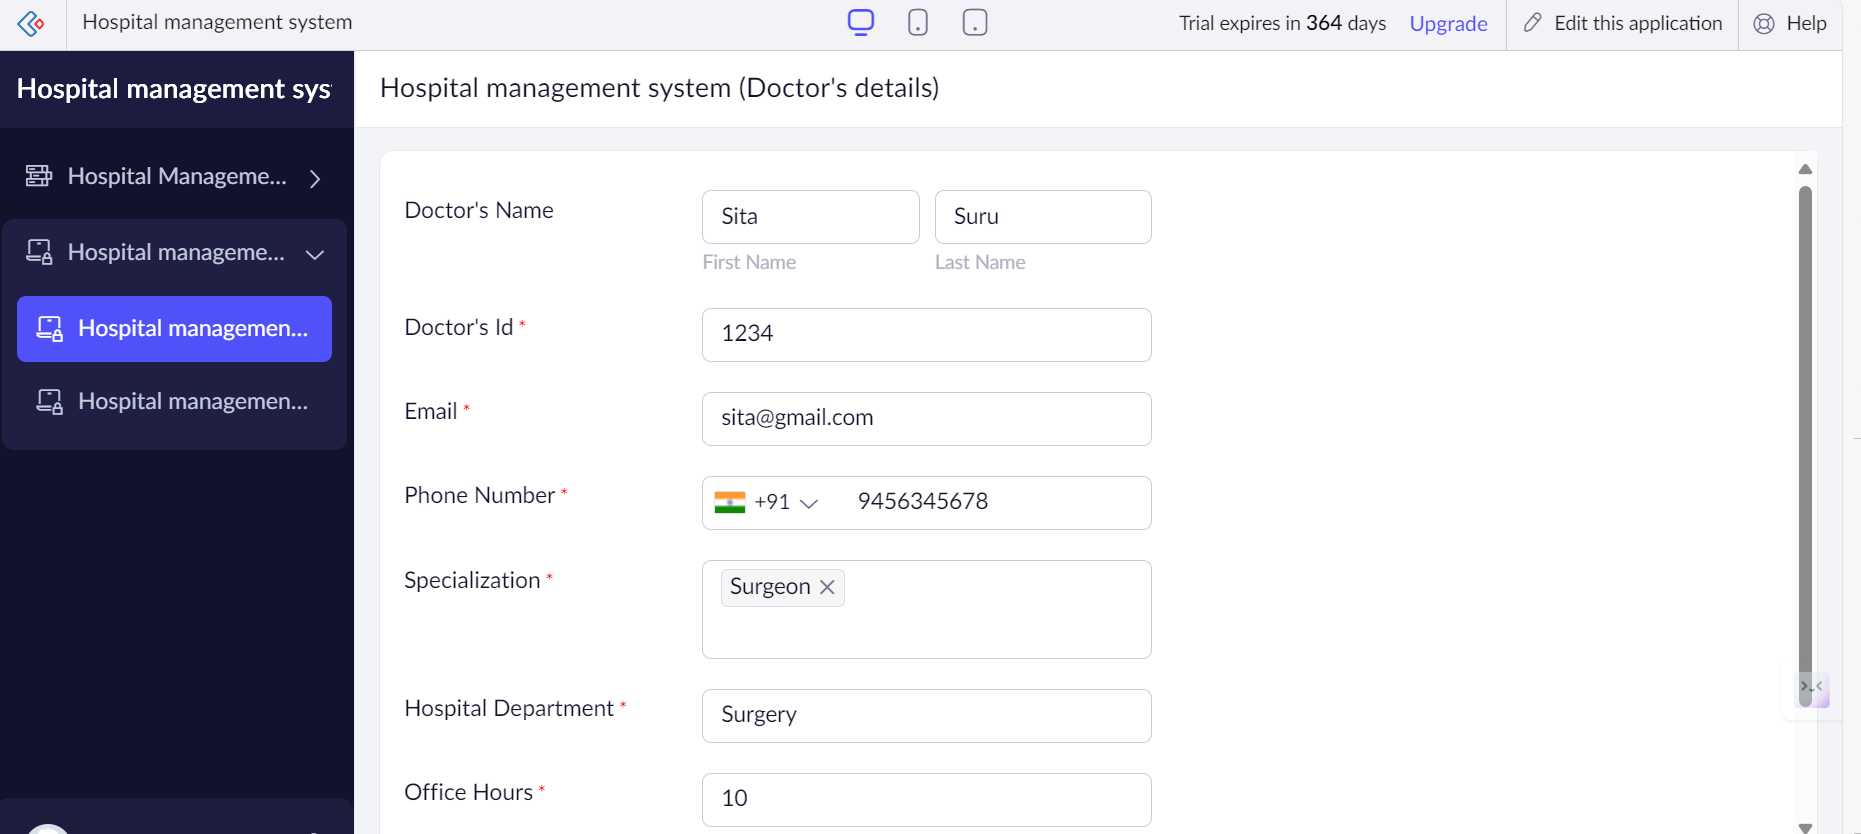 Hospital management system
Trial expires in 364 days Upgrade Edit this application Help
Hospital management sys
Hospital management system (Doctor's details)
Hospital Manageme...
Hospital manageme...
Hospital managemen...
Hospital managemen...
Doctor's Name
Sita Suru
First Name Last Name
Doctor's Id *
1234
Email *
sita@gmail.com
Phone Number *
+91 9456345678
Specialization *
Surgeon
Hospital Department *
Surgery
Office Hours *
10